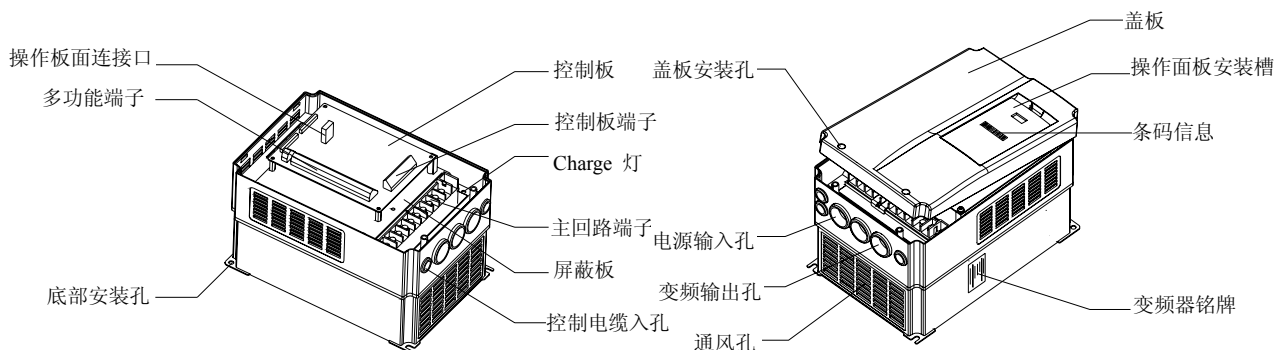 操作板面连接口
多功能端子
控制板
控制板端子
Charge 灯
主回路端子
屏蔽板
底部安装孔
控制电缆入孔
盖板
盖板安装孔
操作面板安装槽
条码信息
电源输入孔
变频输出孔
变频器铭牌
通风孔